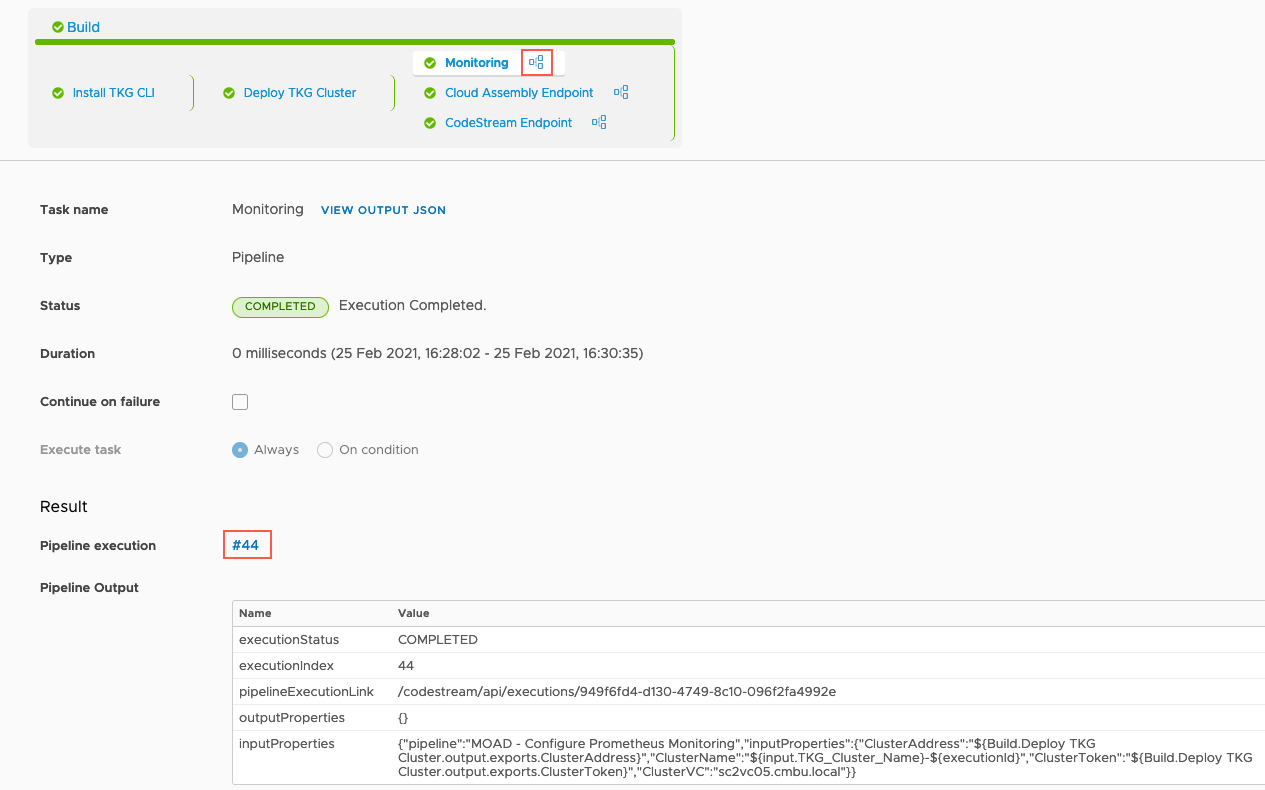 Build
Monitoring
Install TKG CLI
Deploy TKG Cluster
Cloud Assembly Endpoint
CodeStream Endpoint
Task name Monitoring VIEW OUTPUT JSON
Type Pipeline
Status COMPLETED Execution Completed.
Duration 0 milliseconds (25 Feb 2021, 16:28:02 - 25 Feb 2021, 16:30:35)
Continue on failure
Execute task Always On condition
Result
Pipeline execution #44
Pipeline Output
Name Value
executionStatus COMPLETED
executionIndex 44
pipelineExecutionLink /codestream/api/executions/949f6fd4-d130-4749-8c10-096f2fa4992e
outputProperties {}
inputProperties {"pipeline":"MOAD - Configure Prometheus Monitoring","inputProperties":{"ClusterAddress":"${Build.Deploy TKG
Cluster.output.exports.ClusterAddress}","ClusterName":"${input.TKG_Cluster_Name}-${executionId}","ClusterToken":"${Build.Deploy TKG
Cluster.output.exports.ClusterToken}","ClusterVC":"sc2vc05.cmbu.local"}}